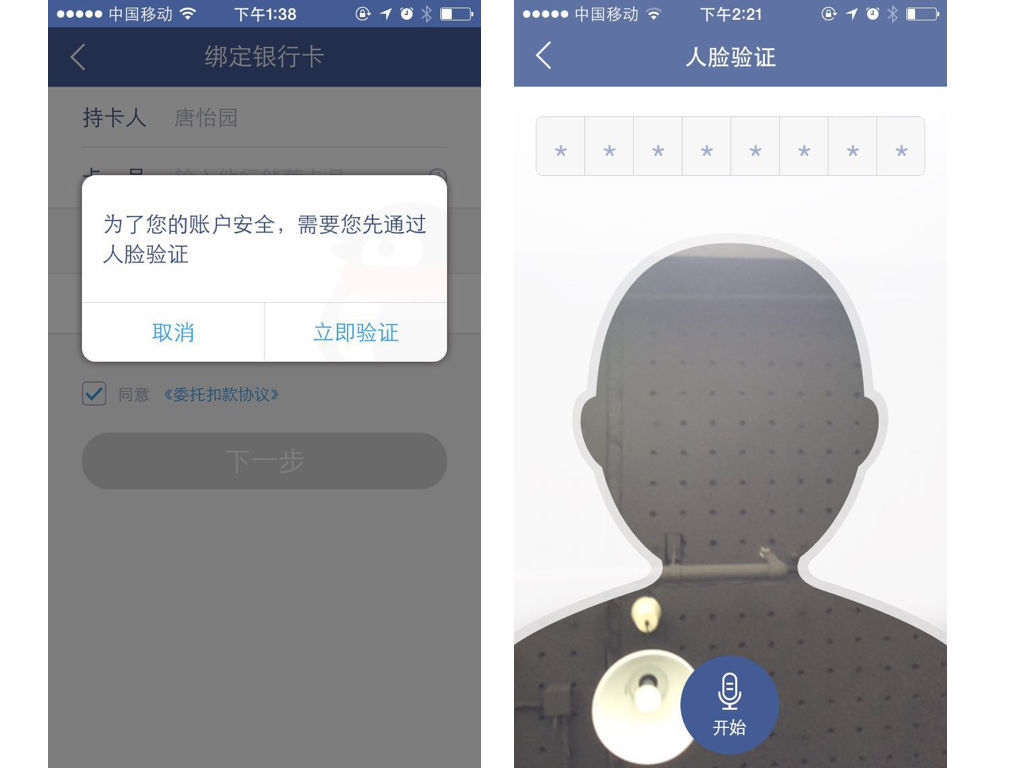 中国移动 下午1:38
绑定银行卡
持卡人 唐怡园
为了您的账户安全，需要您先通过
人脸验证
取消 立即验证
同意 《委托扣款协议》
下一步
中国移动 下午2:21
人脸验证
* * * * * * * *
开始